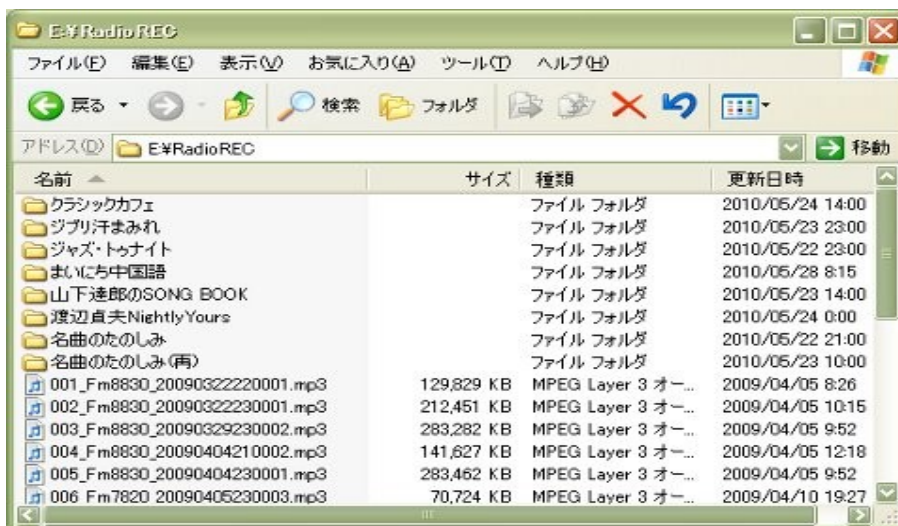 E:¥RadioREC
ファイル(F) 編集(E) 表示(V) お気に入り(A) ツール(T) ヘルプ(H)
戻る 検索 フォルダ
アドレス(D) E:¥RadioREC 移動
名前 サイズ 種類 更新日時
クラシックカフェ ファイル フォルダ 2010/05/24 14:00
ジブリ汗まみれ ファイル フォルダ 2010/05/23 23:00
ジャズ・トゥナイト ファイル フォルダ 2010/05/22 23:00
まいにち中国語 ファイル フォルダ 2010/05/28 8:15
山下達郎のSONG BOOK ファイル フォルダ 2010/05/23 14:00
渡辺貞夫NightlyYours ファイル フォルダ 2010/05/24 0:00
名曲のたのしみ ファイル フォルダ 2010/05/22 21:00
名曲のたのしみ(再) ファイル フォルダ 2010/05/23 10:00
001_Fm8830_20090322220001.mp3 129,829 KB MPEG Layer 3 オー... 2009/04/05 8:26
002_Fm8830_20090322230001.mp3 212,451 KB MPEG Layer 3 オー... 2009/04/05 10:15
003_Fm8830_20090329230002.mp3 283,282 KB MPEG Layer 3 オー... 2009/04/05 9:52
004_Fm8830_20090404210002.mp3 141,627 KB MPEG Layer 3 オー... 2009/04/05 12:18
005_Fm8830_20090404230001.mp3 283,462 KB MPEG Layer 3 オー... 2009/04/05 9:52
006_Fm7820_20090405230003.mp3 70,724 KB MPEG Layer 3 オー... 2009/04/10 19:27